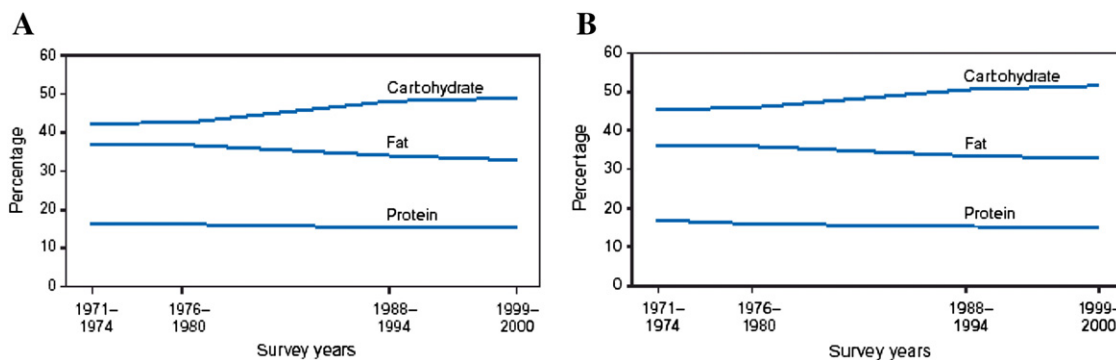 A
60
50
40
30
20
10
0
Percentage
Carbohydrate
Fat
Protein
1971–
1974
1976–
1980
1988–
1994
1999–
2000
Survey years
B
60
50
40
30
20
10
0
Percentage
Carbohydrate
Fat
Protein
1971–
1974
1976–
1980
1988–
1994
1999–
2000
Survey years